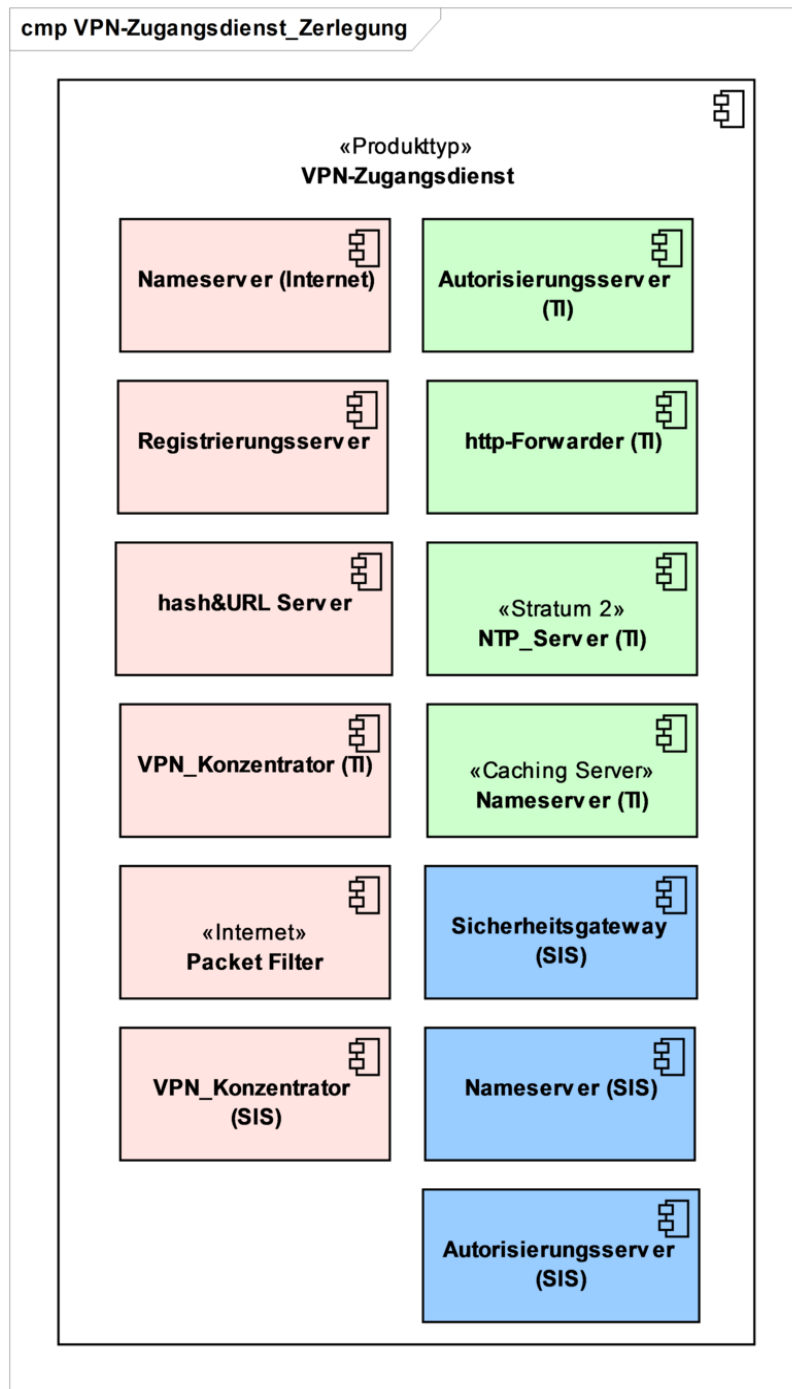 cmp VPN-Zugangsdienst_Zerlegung
«Produkttyp»
VPN-Zugangsdienst
Nameserver (Internet)
Autorisierungsserver
(TI)
Registrierungsserver
http-Forwarder (TI)
hash&URL Server
«Stratum 2»
NTP_Server (TI)
VPN_Konzentrator (TI)
«Caching Server»
Nameserver (TI)
«Internet»
Packet Filter
Sicherheitsgateway
(SIS)
VPN_Konzentrator
(SIS)
Nameserver (SIS)
Autorisierungsserver
(SIS)